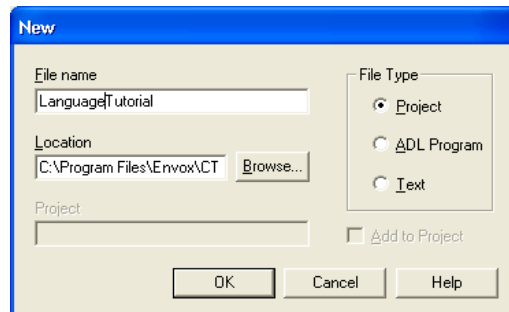 New
File name
LanguageTutorial
Location
C:\Program Files\Envox\CT
Browse...
Project
File Type
Project
ADL Program
Text
Add to Project
OK Cancel Help